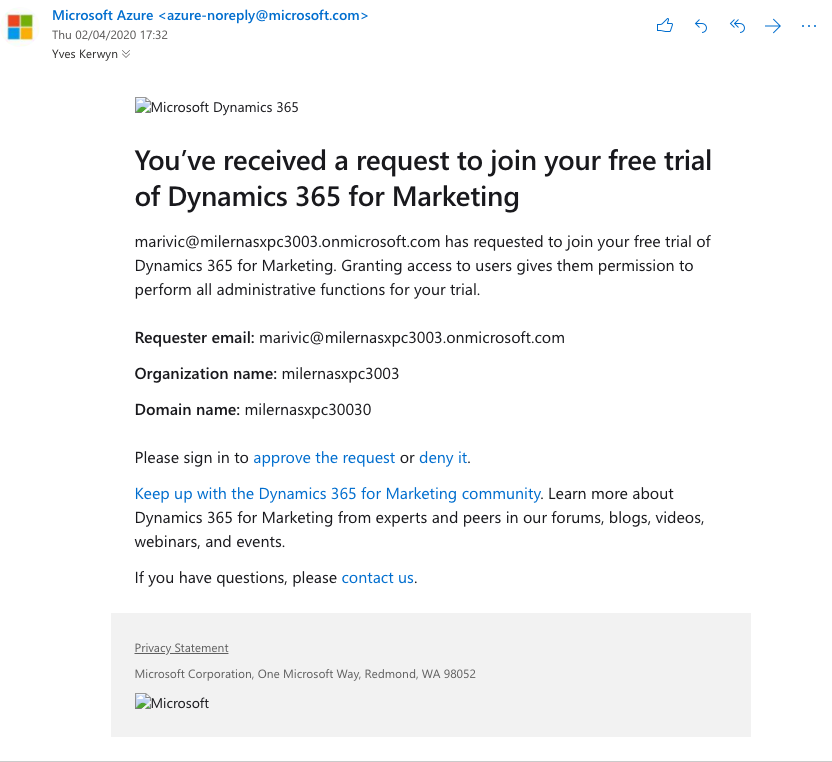 Microsoft Azure <azure-noreply@microsoft.com>
Thu 02/04/2020 17:32
Yves Kerwyn
Microsoft Dynamics 365
You’ve received a request to join your free trial
of Dynamics 365 for Marketing
marivic@milernasxpc3003.onmicrosoft.com has requested to join your free trial of
Dynamics 365 for Marketing. Granting access to users gives them permission to
perform all administrative functions for your trial.
Requester email: marivic@milernasxpc3003.onmicrosoft.com
Organization name: milernasxpc3003
Domain name: milernasxpc30030
Please sign in to approve the request or deny it.
Keep up with the Dynamics 365 for Marketing community. Learn more about
Dynamics 365 for Marketing from experts and peers in our forums, blogs, videos,
webinars, and events.
If you have questions, please contact us.
Privacy Statement
Microsoft Corporation, One Microsoft Way, Redmond, WA 98052
Microsoft